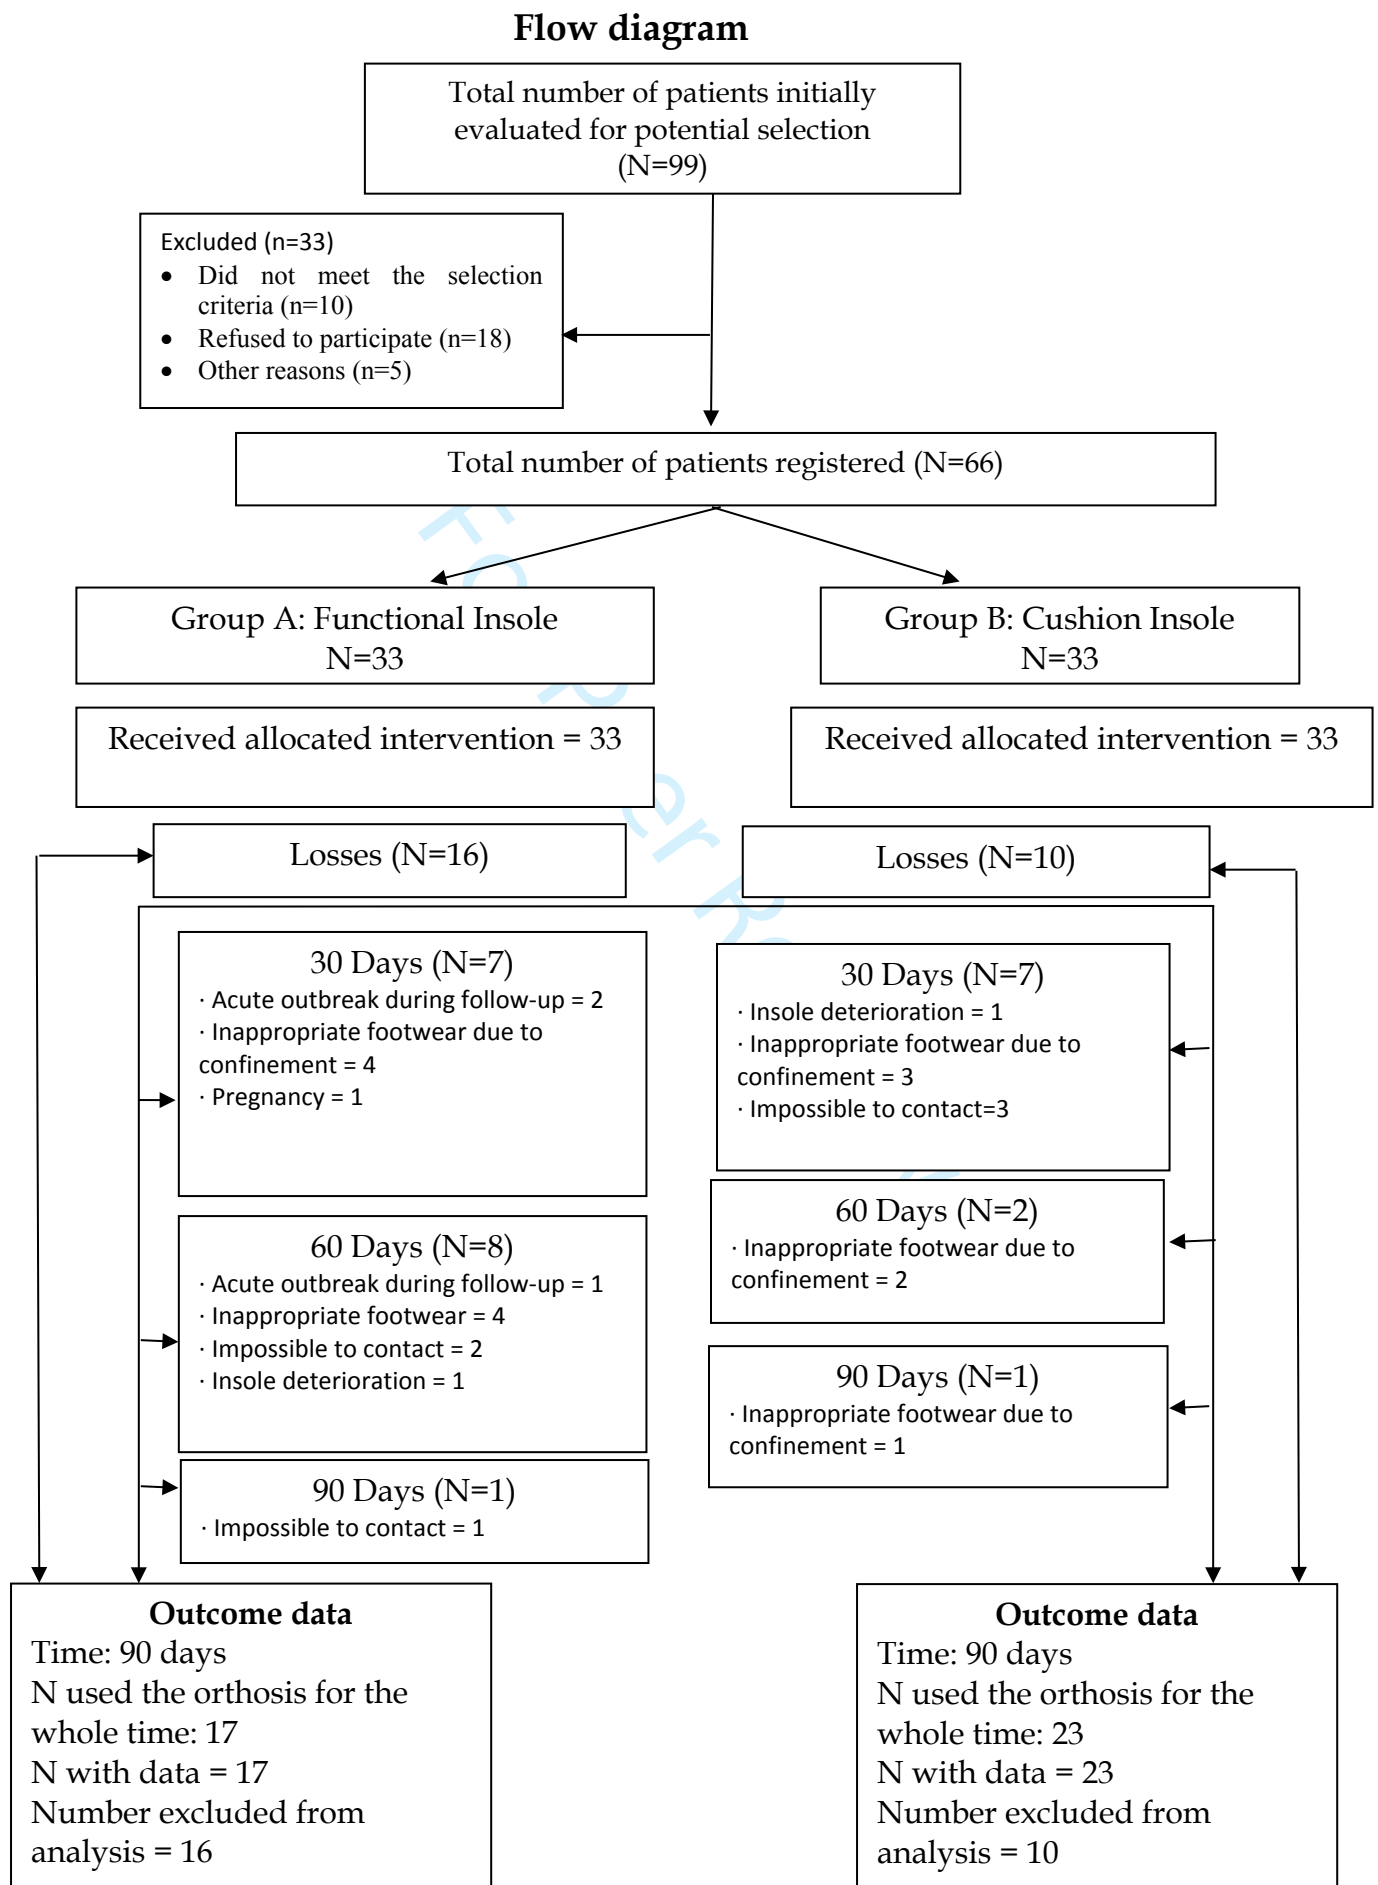 Flow diagram
Total number of patients initially
evaluated for potential selection
(N=99)
Excluded (n=33)
• Did not meet the selection
criteria (n=10)
• Refused to participate (n=18)
• Other reasons (n=5)
Total number of patients registered (N=66)
Group A: Functional Insole
N=33
Group B: Cushion Insole
N=33
Received allocated intervention = 33
Received allocated intervention = 33
Losses (N=16)
Losses (N=10)
30 Days (N=7)
· Acute outbreak during follow-up = 2
· Inappropriate footwear due to
confinement = 4
· Pregnancy = 1
30 Days (N=7)
· Insole deterioration = 1
· Inappropriate footwear due to
confinement = 3
· Impossible to contact=3
60 Days (N=8)
· Acute outbreak during follow-up = 1
· Inappropriate footwear = 4
· Impossible to contact = 2
· Insole deterioration = 1
60 Days (N=2)
· Inappropriate footwear due to
confinement = 2
90 Days (N=1)
· Inappropriate footwear due to
confinement = 1
90 Days (N=1)
· Impossible to contact = 1
Outcome data
Time: 90 days
N used the orthosis for the
whole time: 17
N with data = 17
Number excluded from
analysis = 16
Outcome data
Time: 90 days
N used the orthosis for the
whole time: 23
N with data = 23
Number excluded from
analysis = 10